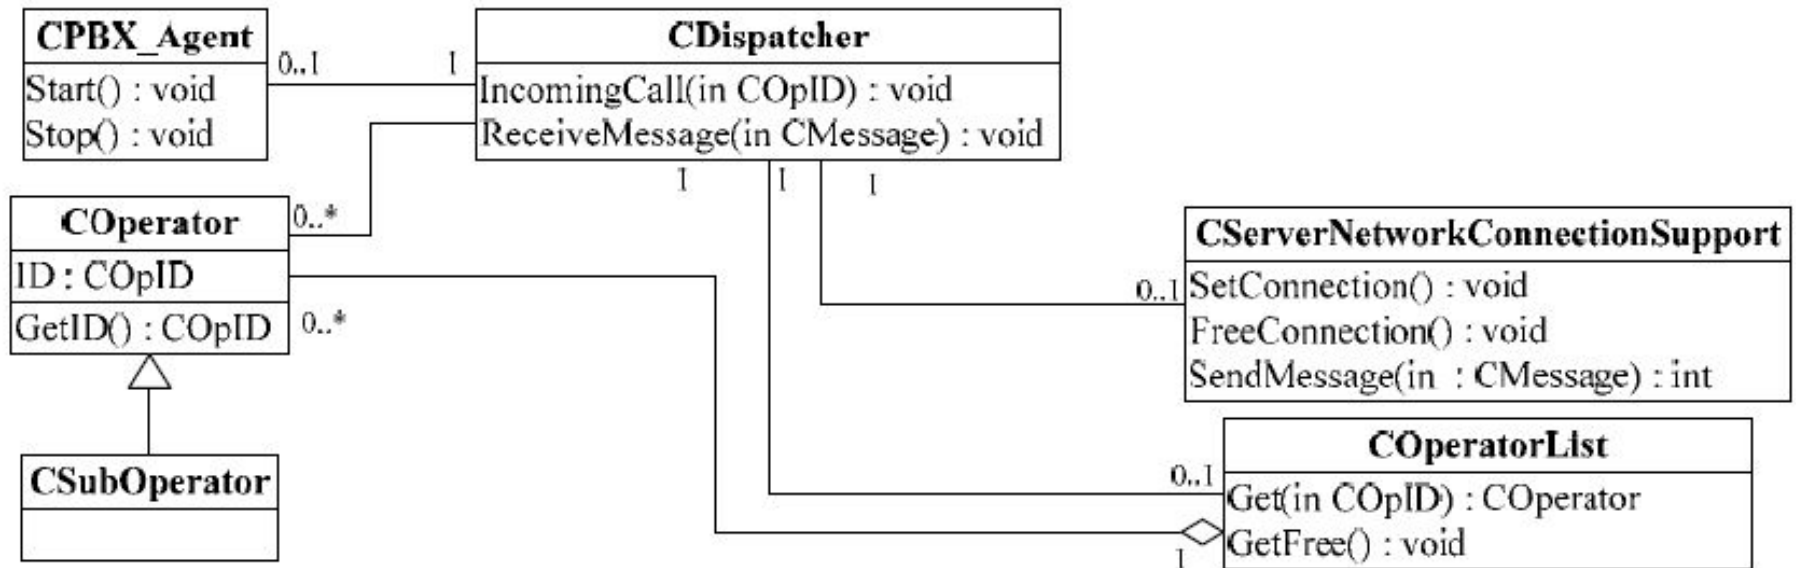 CPBX_Agent
Start() : void
Stop() : void
0..1
1
CDispatcher
IncomingCall(in COpID) : void
ReceiveMessage(in CMessage) : void
1
1
1
COperator
ID : COpID
GetID() : COpID
0..*
0..*
CServerNetworkConnectionSupport
0..1
SetConnection() : void
FreeConnection() : void
SendMessage(in : CMessage) : int
CSubOperator
COperatorList
0..1
Get(in COpID) : COperator
GetFree() : void
1